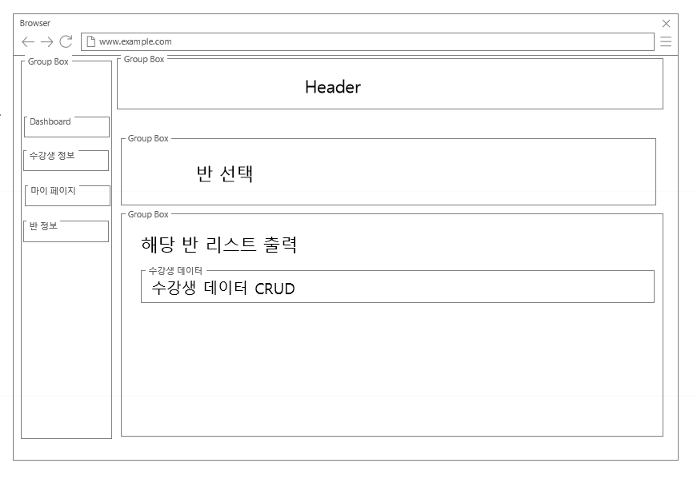 Browser
www.example.com
Group Box
Dashboard
수강생 정보
마이 페이지
반 정보
Group Box
Header
Group Box
반 선택
Group Box
해당 반 리스트 출력
수강생 데이터
수강생 데이터 CRUD